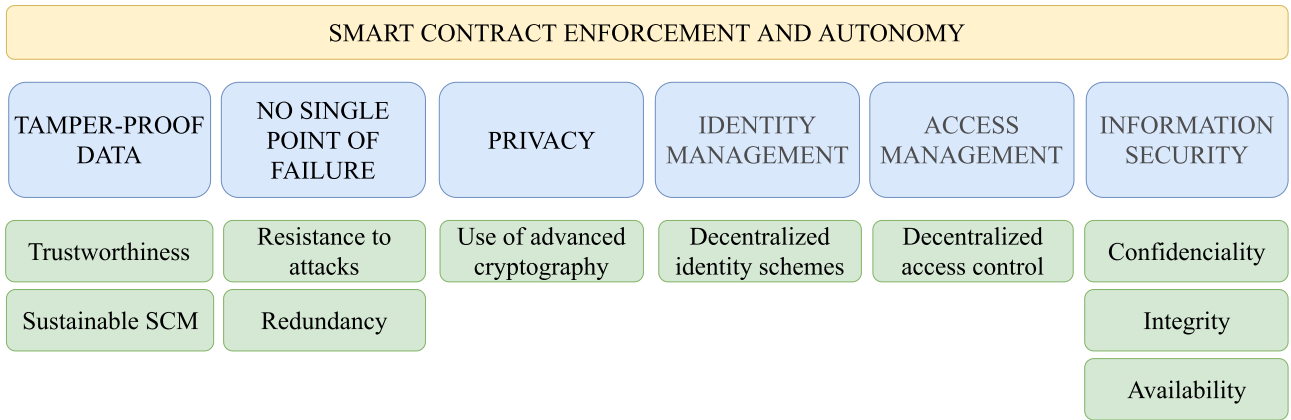 SMART CONTRACT ENFORCEMENT AND AUTONOMY
TAMPER-PROOF
DATA
NO SINGLE
POINT OF
FAILURE
PRIVACY
IDENTITY
MANAGEMENT
ACCESS
MANAGEMENT
INFORMATION
SECURITY
Trustworthiness
Resistance to
attacks
Use of advanced
cryptography
Decentralized
identity schemes
Decentralized
access control
Confidenciality
Sustainable SCM
Redundancy
Integrity
Availability